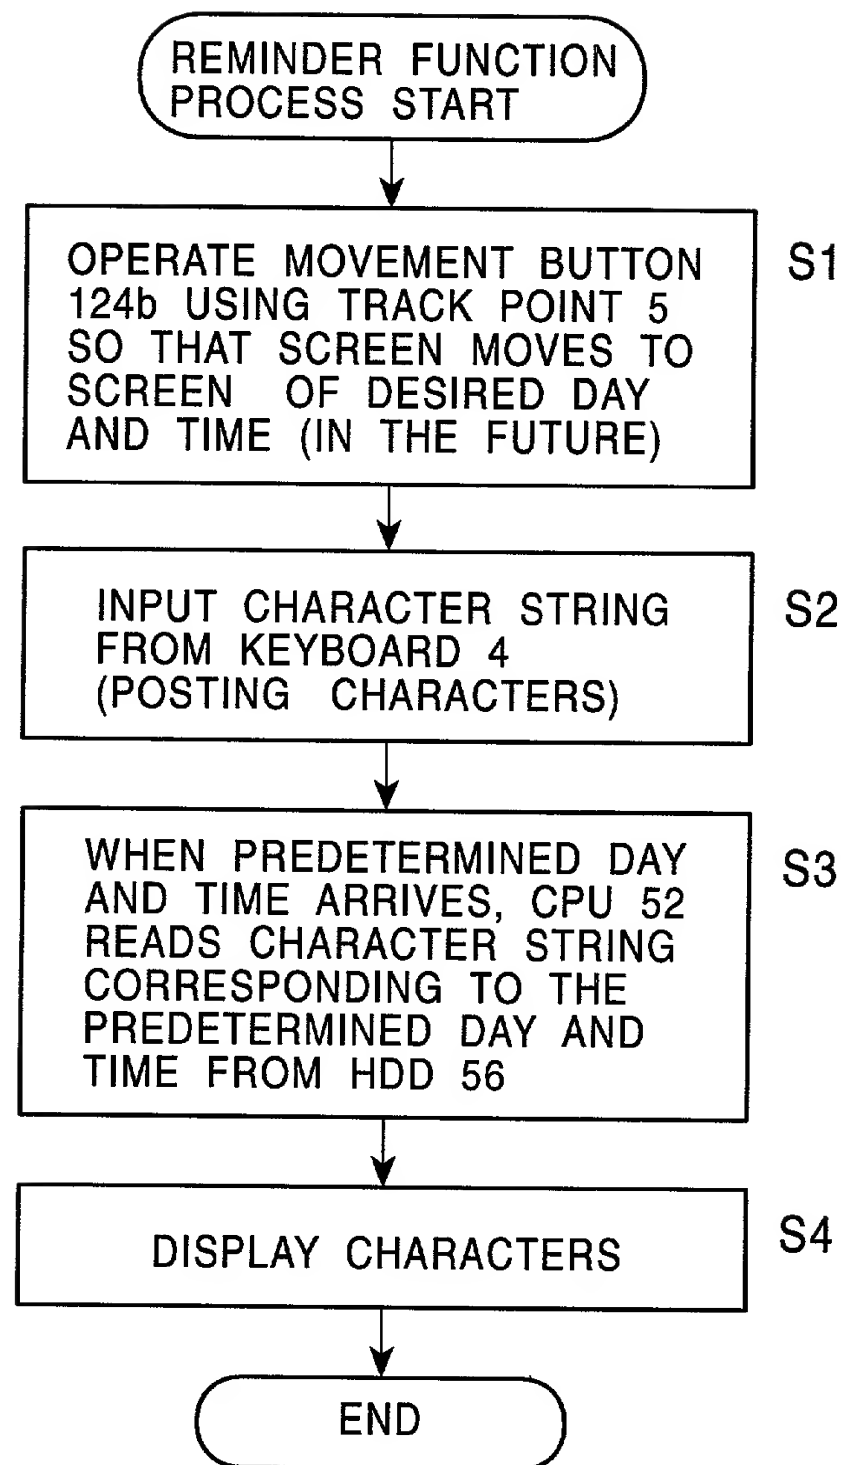 REMINDER FUNCTION
PROCESS START
OPERATE MOVEMENT BUTTON
124b USING TRACK POINT 5
SO THAT SCREEN MOVES TO
SCREEN OF DESIRED DAY
AND TIME (IN THE FUTURE)
S1
INPUT CHARACTER STRING
FROM KEYBOARD 4
(POSTING CHARACTERS)
S2
WHEN PREDETERMINED DAY
AND TIME ARRIVES, CPU 52
READS CHARACTER STRING
CORRESPONDING TO THE
PREDETERMINED DAY AND
TIME FROM HDD 56
S3
DISPLAY CHARACTERS
S4
END